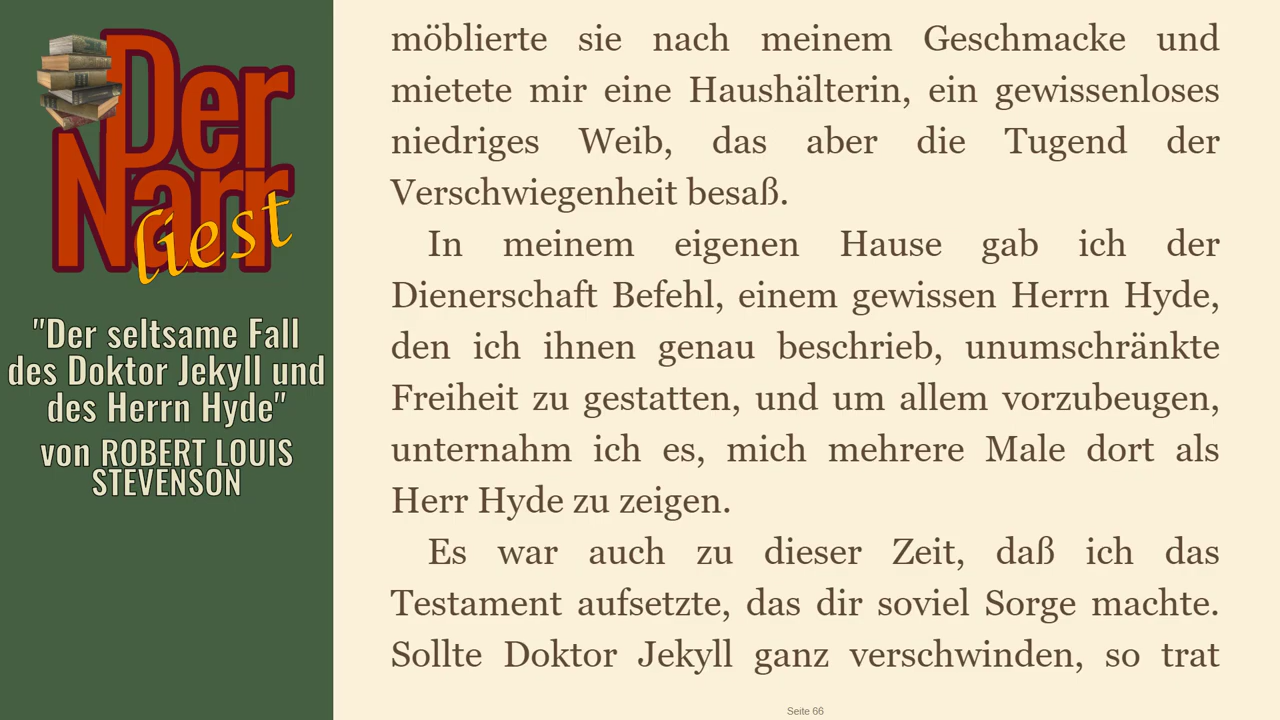 Der
Narr
liest
"Der seltsame Fall
des Doktor Jekyll und
des Herrn Hyde"
von ROBERT LOUIS
STEVENSON
möblierte sie nach meinem Geschmacke und
mietete mir eine Haushälterin, ein gewissenloses
niedriges Weib, das aber die Tugend der
Verschwiegenheit besaß.
In meinem eigenen Hause gab ich der
Dienerschaft Befehl, einem gewissen Herrn Hyde,
den ich ihnen genau beschrieb, unumschränkte
Freiheit zu gestatten, und um allem vorzubeugen,
unternahm ich es, mich mehrere Male dort als
Herr Hyde zu zeigen.
Es war auch zu dieser Zeit, daß ich das
Testament aufsetzte, das dir soviel Sorge machte.
Sollte Doktor Jekyll ganz verschwinden, so trat
Seite 66